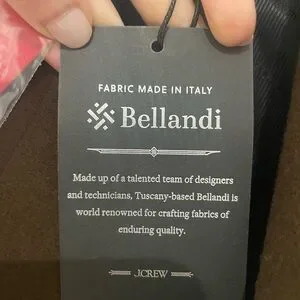 FABRIC MADE IN ITALY
Bellandi
Made up of a talented team of designers
and technicians, Tuscany-based Bellandi is
world renowned for crafting fabrics of
enduring quality.
J.CREW